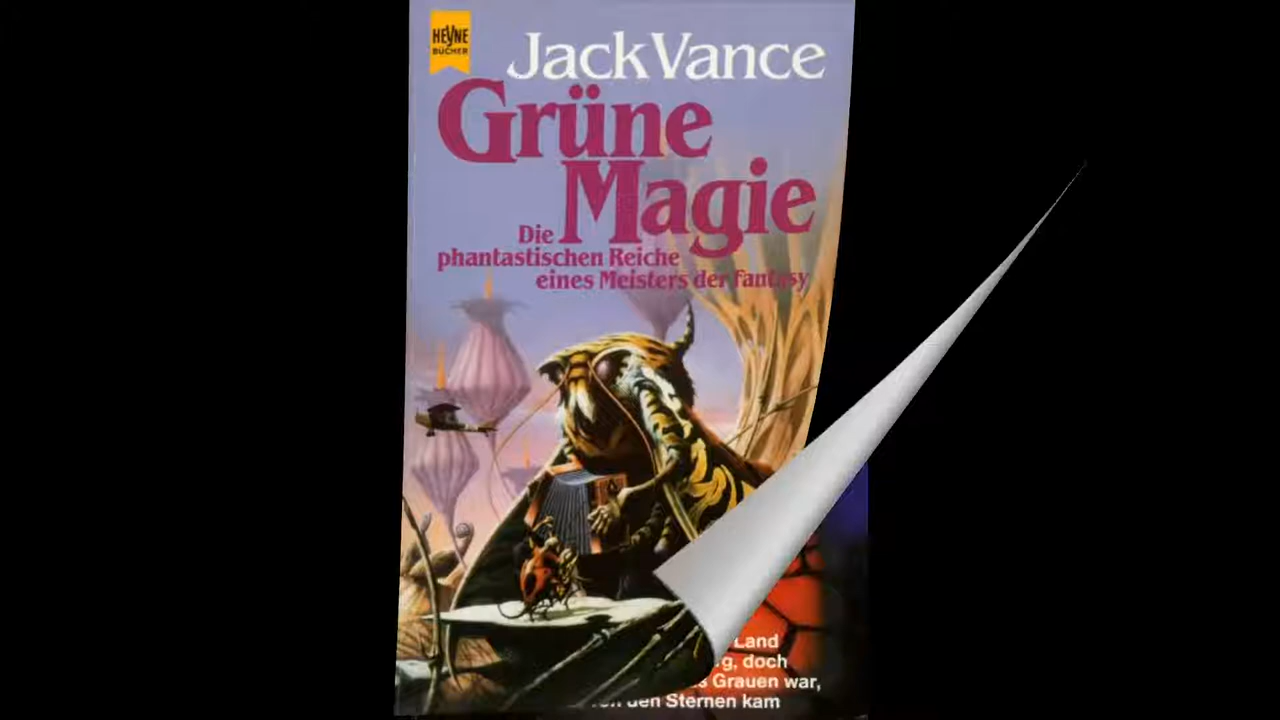 HEYNE
BÜCHER
Jack Vance
Grüne
Magie
Die
phantastischen Reiche
eines Meisters der Fantasy
Land
doch
Grauen war,
den Sternen kam